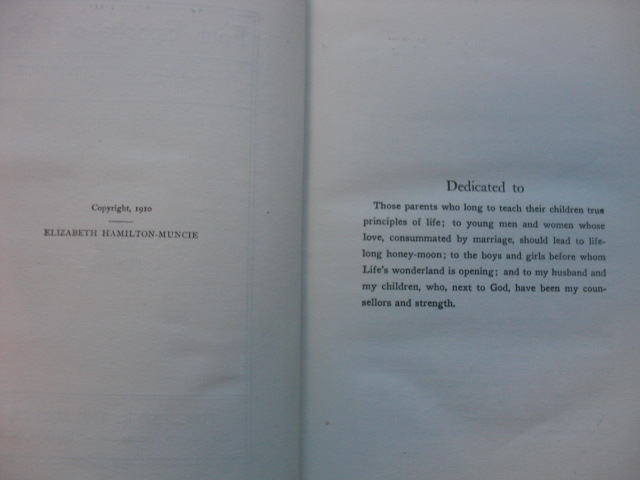 Copyright, 1910
ELIZABETH HAMILTON-MUNCIE
Dedicated to
Those parents who long to teach their children true
principles of life; to young men and women whose
love, consummated by marriage, should lead to life-
long honey-moon; to the boys and girls before whom
Life's wonderland is opening; and to my husband and
my children, who, next to God, have been my coun-
sellors and strength.